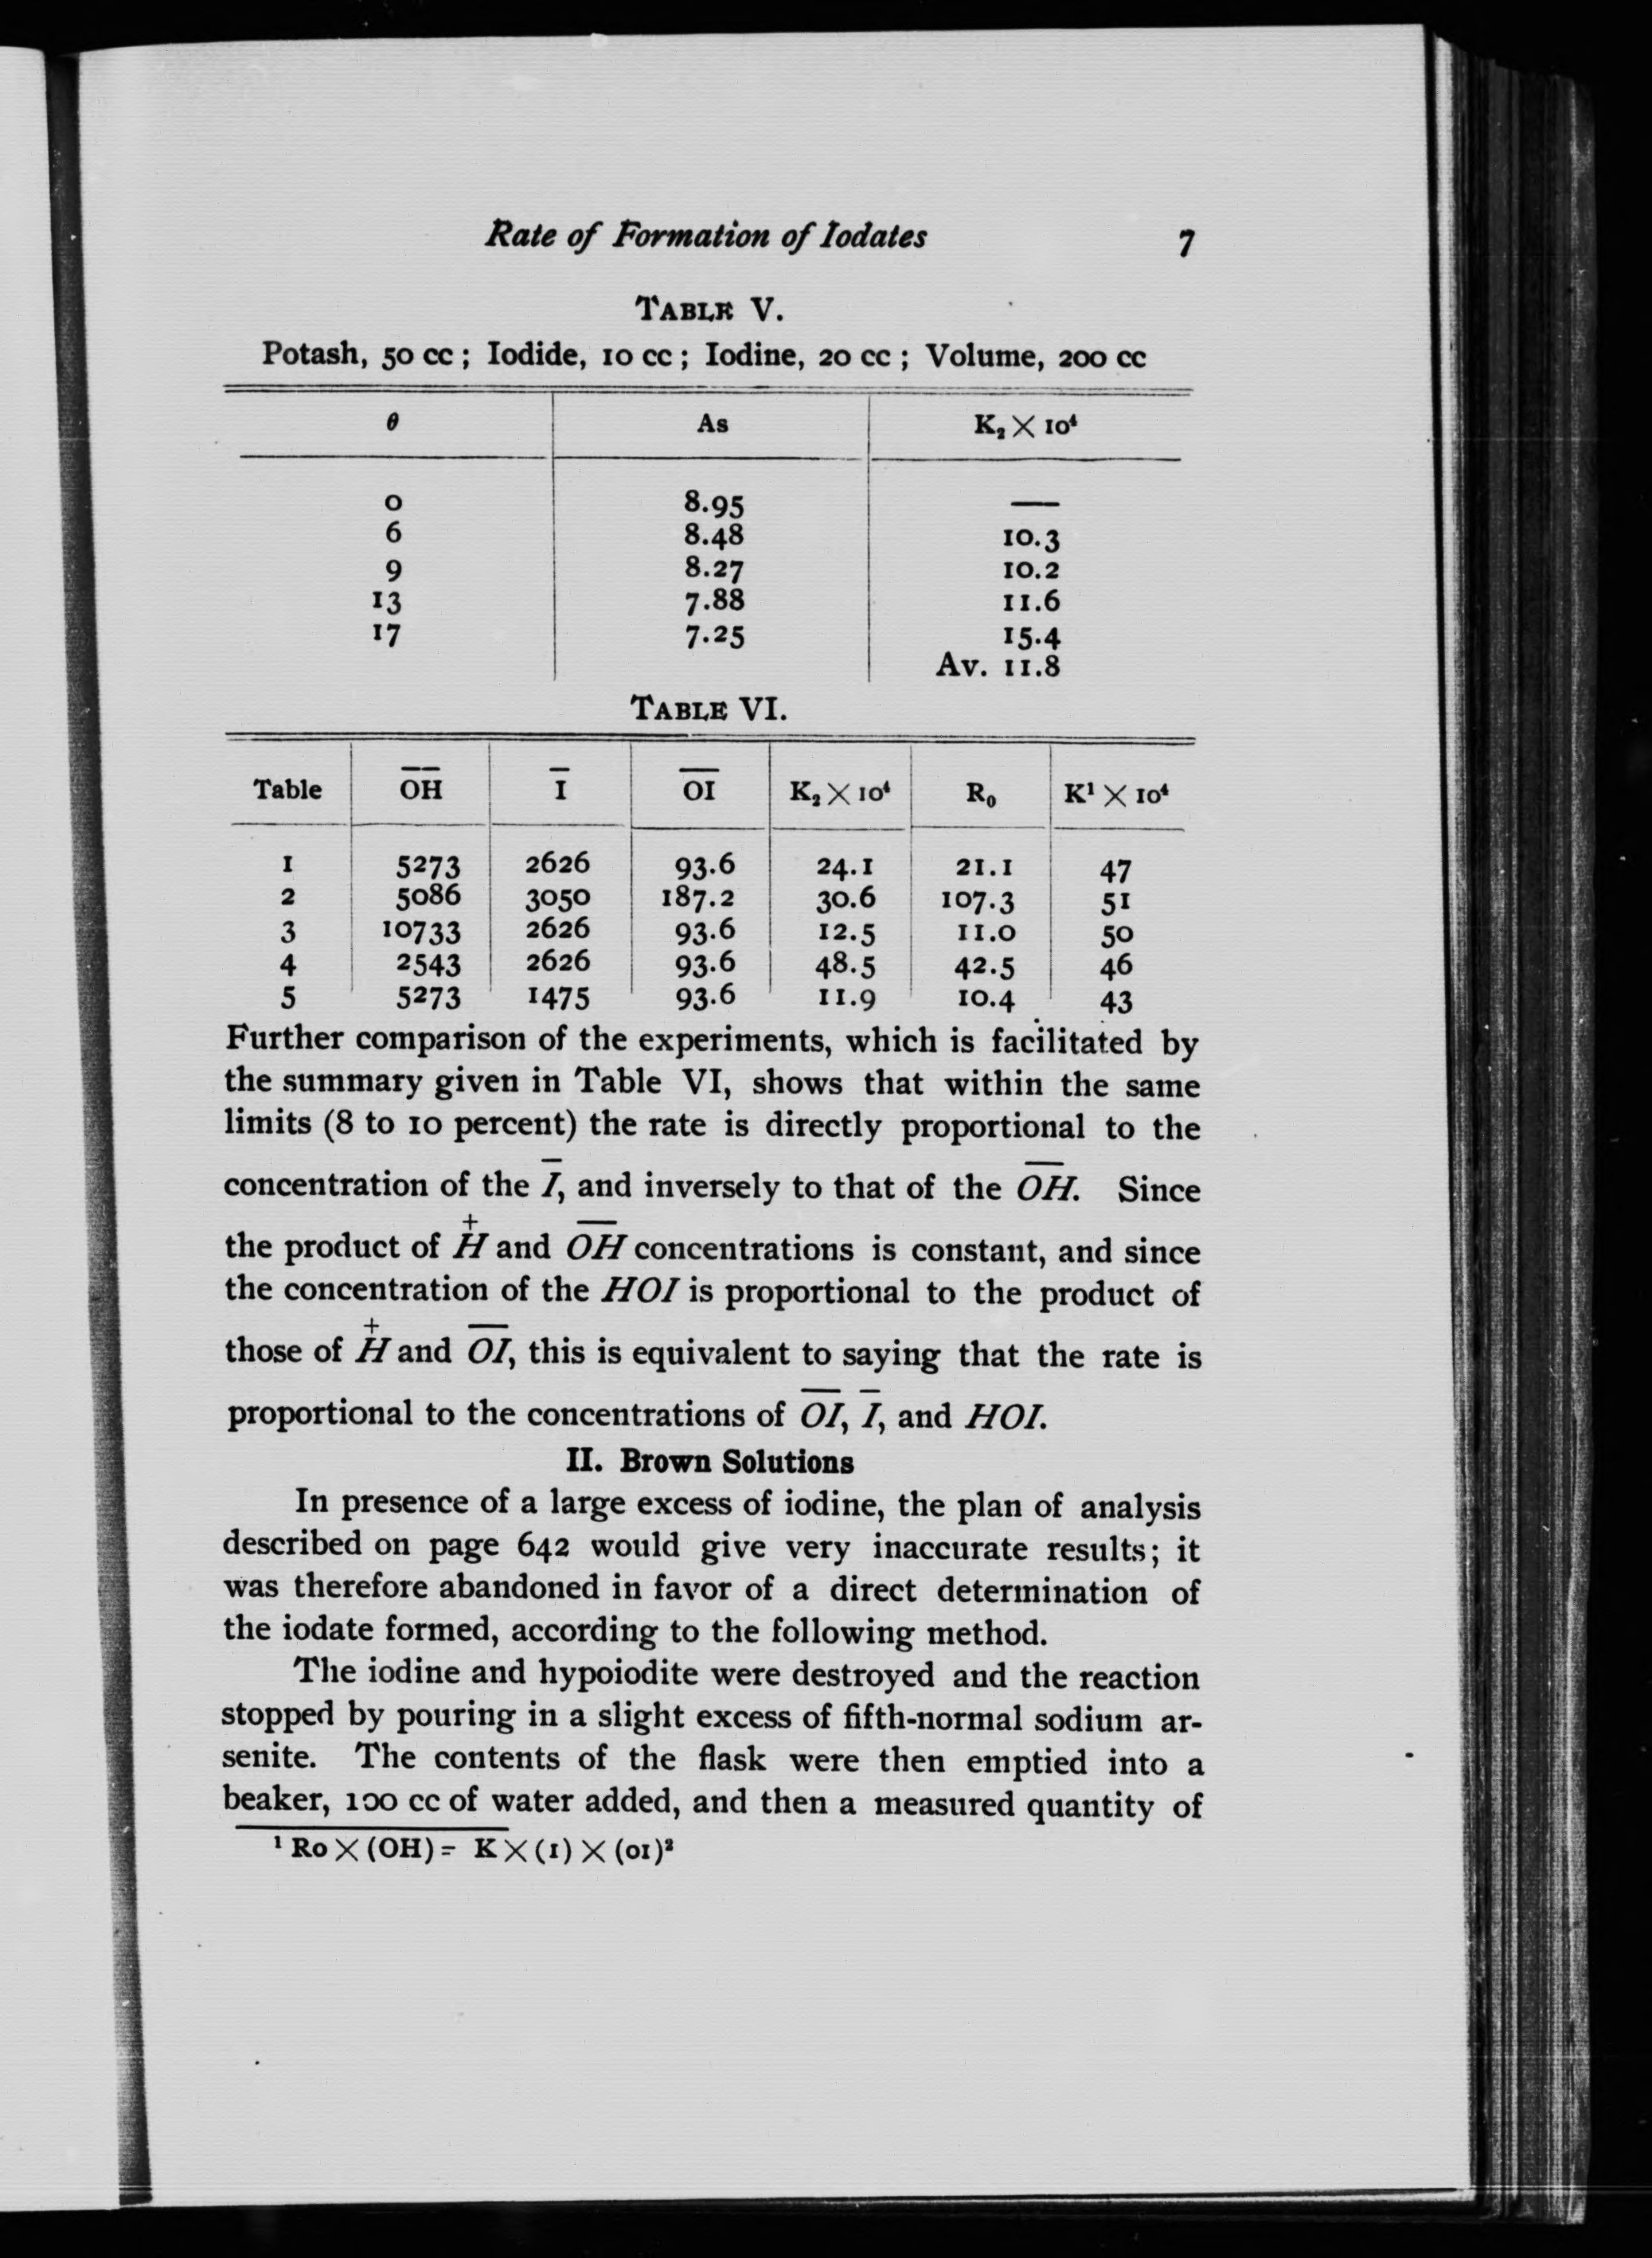 Rate of Formation of Iodates 7
TABLE V.
Potash, 50 cc; Iodide, 10 cc; Iodine, 20 cc; Volume, 200 cc
θ As K₂ × 10⁴
0 8.95 —
6 8.48 10.3
9 8.27 10.2
13 7.88 11.6
17 7.25 15.4
Av. 11.8
TABLE VI.
Table O̅H̅ I̅ O̅I̅ K₂ × 10⁴ R₀ K¹ × 10⁴
1 5273 2626 93.6 24.1 21.1 47
2 5086 3050 187.2 30.6 107.3 51
3 10733 2626 93.6 12.5 11.0 50
4 2543 2626 93.6 48.5 42.5 46
5 5273 1475 93.6 11.9 10.4 43
Further comparison of the experiments, which is facilitated by
the summary given in Table VI, shows that within the same
limits (8 to 10 percent) the rate is directly proportional to the
concentration of the I̅, and inversely to that of the O̅H̅. Since
the product of H⁺ and O̅H̅ concentrations is constant, and since
the concentration of the HOI is proportional to the product of
those of H⁺ and O̅I̅, this is equivalent to saying that the rate is
proportional to the concentrations of O̅I̅, I̅, and HOI.
II. Brown Solutions
In presence of a large excess of iodine, the plan of analysis
described on page 642 would give very inaccurate results; it
was therefore abandoned in favor of a direct determination of
the iodate formed, according to the following method.
The iodine and hypoiodite were destroyed and the reaction
stopped by pouring in a slight excess of fifth-normal sodium ar-
senite. The contents of the flask were then emptied into a
beaker, 100 cc of water added, and then a measured quantity of
¹ Ro × (OH) = K × (I) × (OI)²